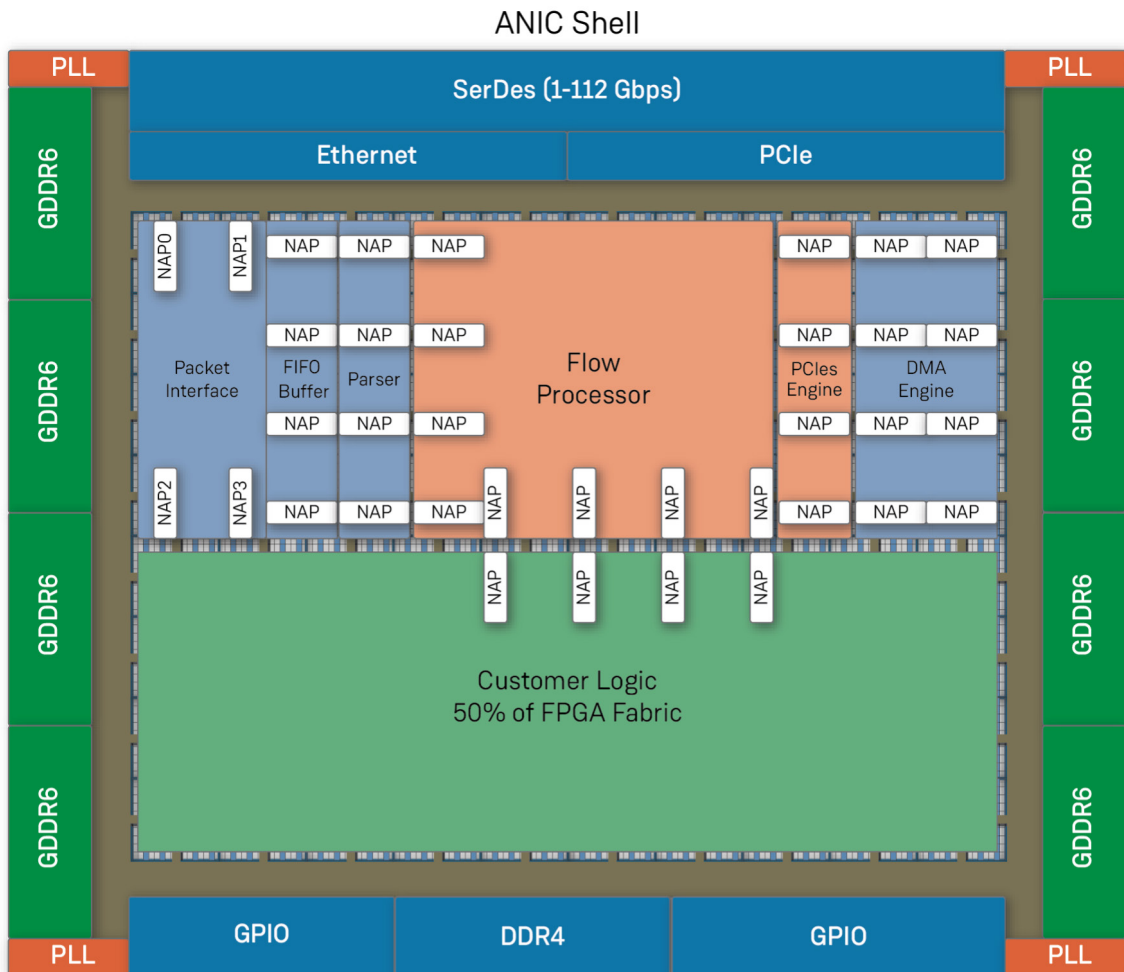 ANIC Shell
PLL
SerDes (1-112 Gbps)
PLL
Ethernet
PCIe
GDDR6
GDDR6
NAP0
NAP1
NAP
NAP
NAP
NAP
NAP
NAP
NAP
NAP
NAP
NAP
NAP
NAP
GDDR6
GDDR6
Packet
Interface
FIFO
Buffer
Parser
Flow
Processor
PCIes
Engine
DMA
Engine
NAP
NAP
NAP
NAP
NAP
NAP
NAP2
NAP3
NAP
NAP
NAP
NAP
NAP
NAP
NAP
NAP
NAP
NAP
NAP
NAP
NAP
NAP
GDDR6
GDDR6
Customer Logic
50% of FPGA Fabric
GDDR6
GDDR6
GPIO
DDR4
GPIO
PLL
PLL